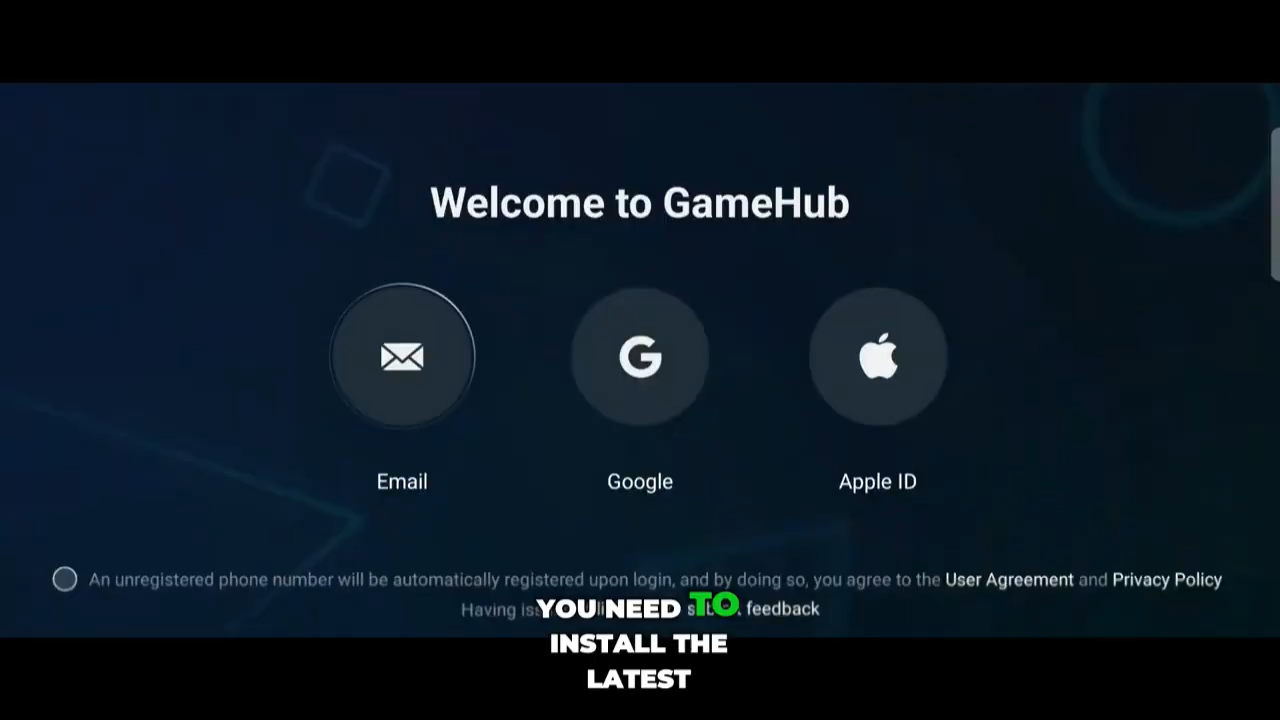 Welcome to GameHub
Email
Google
Apple ID
An unregistered phone number will be automatically registered upon login, and by doing so, you agree to the User Agreement and Privacy Policy
Having feedback
YOU NEED TO
INSTALL THE
LATEST